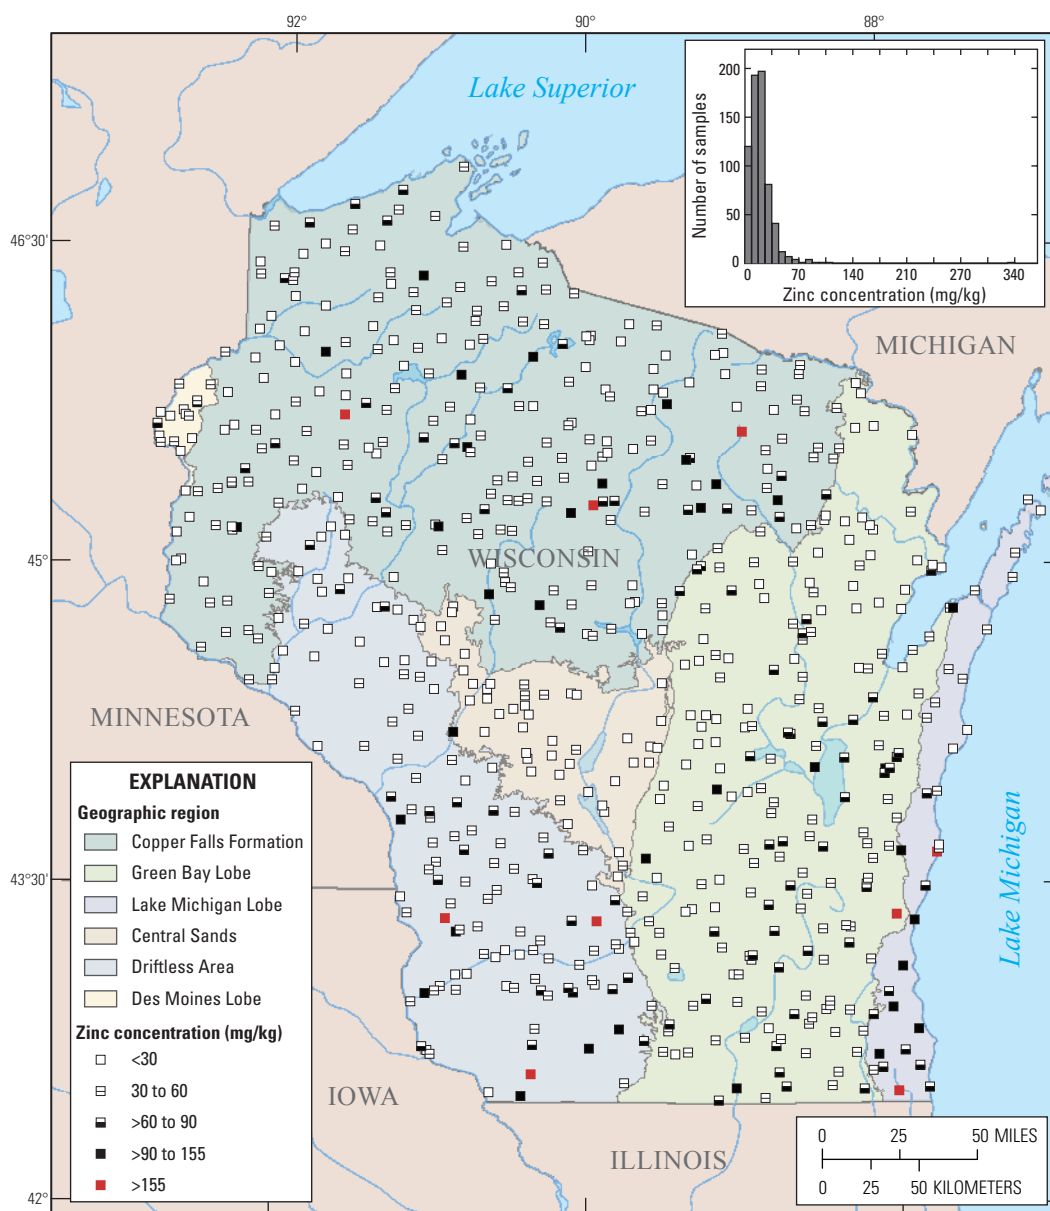 92°
90°
88°
Lake Superior
200
150
100
50
0
Number of samples
0
70
140
210
270
340
Zinc concentration (mg/kg)
46°30'
MICHIGAN
45°
WISCONSIN
MINNESOTA
EXPLANATION
Geographic region
Copper Falls Formation
Green Bay Lobe
Lake Michigan Lobe
Central Sands
Driftless Area
Des Moines Lobe
Zinc concentration (mg/kg)
<30
30 to 60
>60 to 90
>90 to 155
>155
Lake Michigan
43°30'
IOWA
ILLINOIS
0 25 50 MILES
0 25 50 KILOMETERS
42°